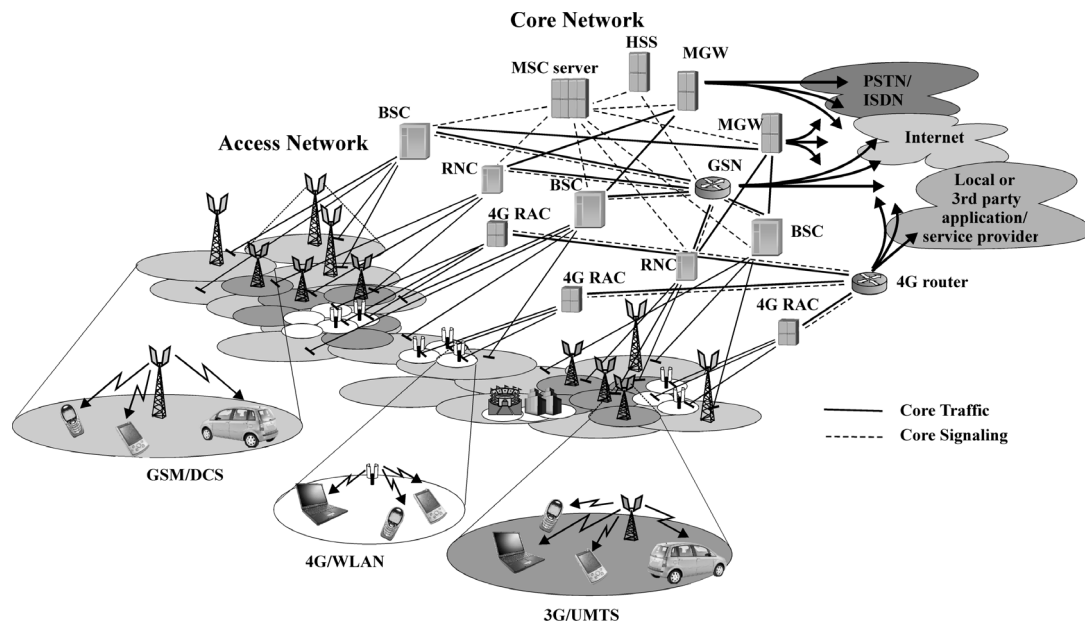 Core Network
HSS
MGW
MSC server
PSTN/
ISDN
BSC
MGW
Internet
Access Network
GSN
RNC
BSC
Local or
3rd party
application/
service provider
4G RAC
BSC
RNC
4G RAC
4G router
4G RAC
Core Traffic
Core Signaling
GSM/DCS
4G/WLAN
3G/UMTS